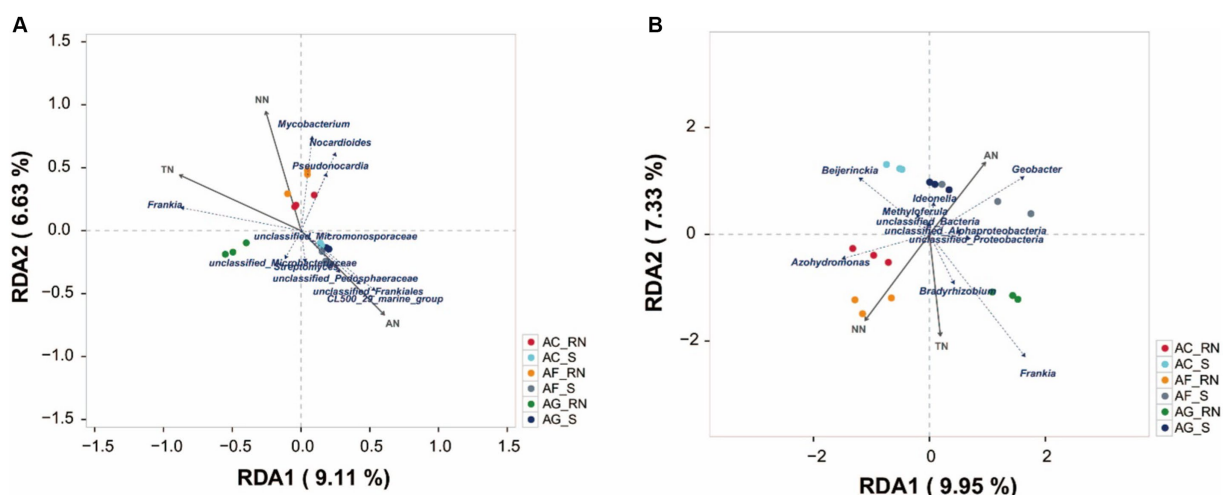 A
1.5
1.0
0.5
0.0
−0.5
−1.0
−1.5
RDA2 ( 6.63 %)
NN
Mycobacterium
Nocardioides
Pseudonocardia
TN
Frankia
unclassified_Micromonosporaceae
unclassified_Microbacteriaceae
Streptomyces
unclassified_Pedosphaeraceae
unclassified_Frankiales
CL500_29_marine_group
AN
−1.5
−1.0
−0.5
0.0
0.5
1.0
1.5
RDA1 ( 9.11 %)
AC_RN
AC_S
AF_RN
AF_S
AG_RN
AG_S
B
2
0
−2
RDA2 ( 7.33 %)
AN
Beijerinckia
Geobacter
Ideonella
Methyloferula
unclassified_Bacteria
unclassified_Alphaproteobacteria
unclassified_Proteobacteria
Azohydromonas
Bradyrhizobium
NN
TN
Frankia
−2
0
2
RDA1 ( 9.95 %)
AC_RN
AC_S
AF_RN
AF_S
AG_RN
AG_S